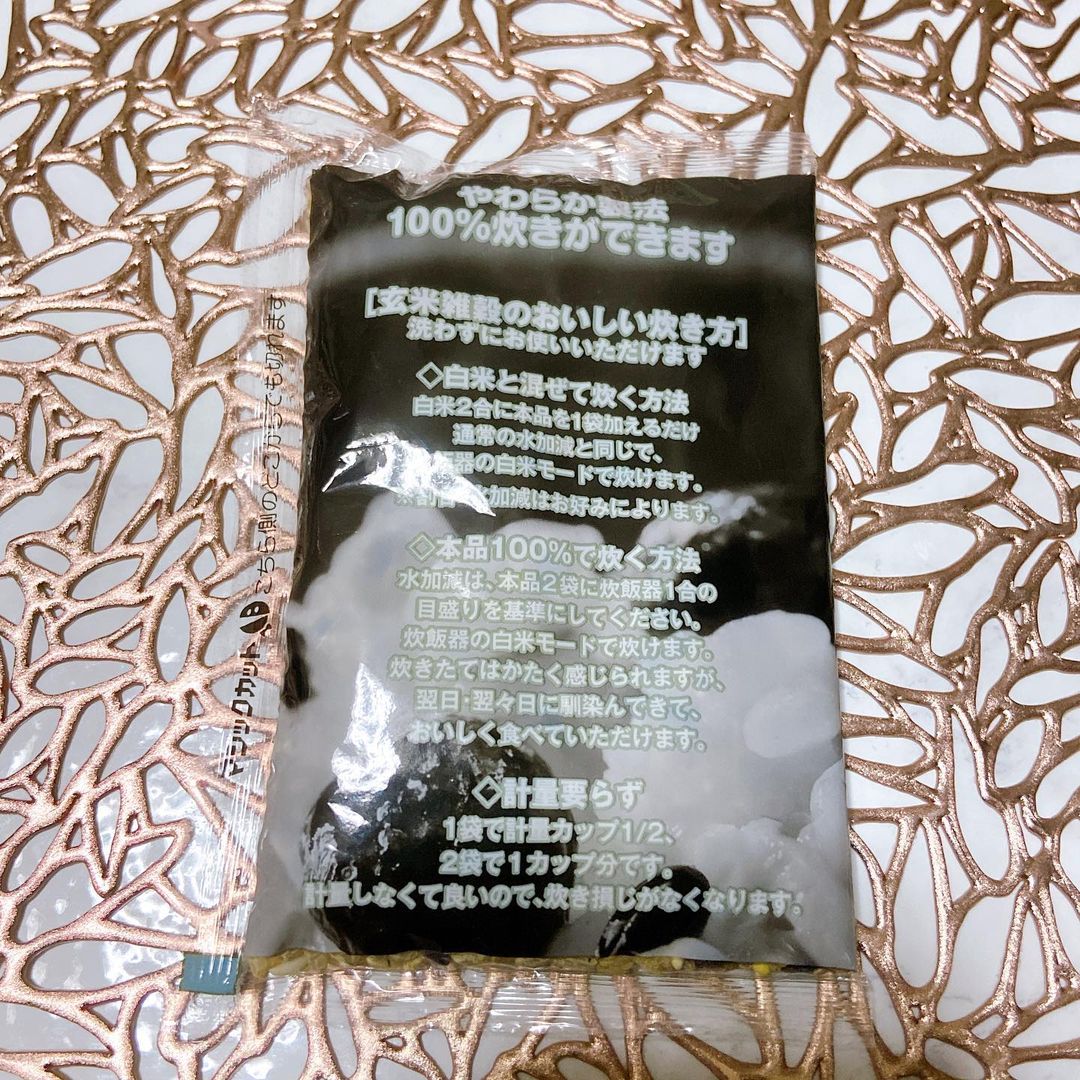 やわらか製法
100%炊きができます
[玄米雑穀のおいしい炊き方]
洗わずにお使いいただけます
◇白米と混ぜて炊く方法
白米2合に本品を1袋加えるだけ
通常の水加減と同じで、
器の白米モードで炊けます。
加減はお好みによります。
◇本品100%で炊く方法
水加減は、本品2袋に炊飯器1合の
目盛りを基準にしてください。
炊飯器の白米モードで炊けます。
炊きたてはかたく感じられますが、
翌日・翌々日に馴染んできて、
おいしく食べていただけます。
◇計量要らず
1袋で計量カップ1/2、
2袋で1カップ分です。
計量しなくて良いので、炊き損じがなくなります。
マジックカット こちら側のどこからでも切れます